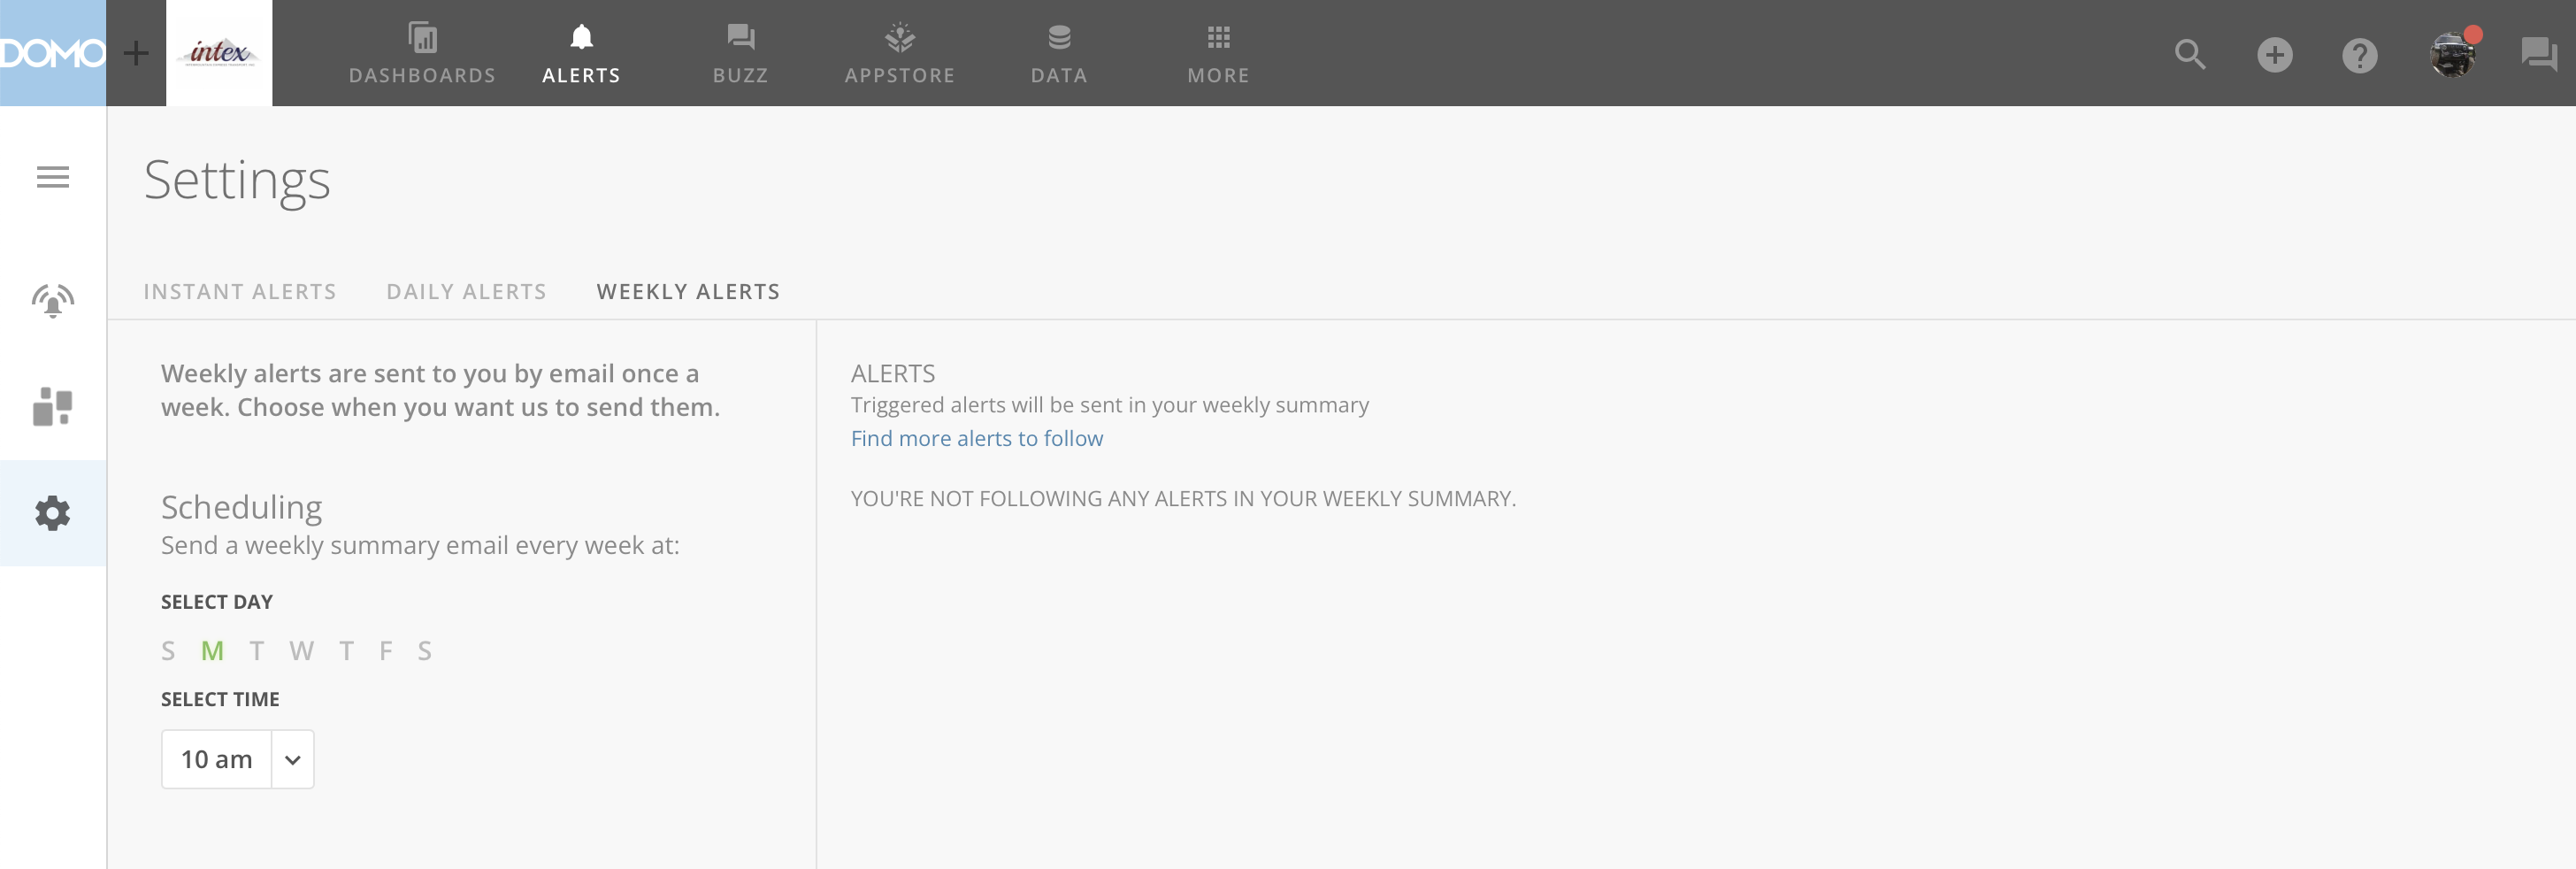 DOMO
intex
DASHBOARDS
ALERTS
BUZZ
APPSTORE
DATA
MORE
Settings
INSTANT ALERTS
DAILY ALERTS
WEEKLY ALERTS
Weekly alerts are sent to you by email once a
week. Choose when you want us to send them.
Scheduling
Send a weekly summary email every week at:
SELECT DAY
S M T W T F S
SELECT TIME
10 am
ALERTS
Triggered alerts will be sent in your weekly summary
Find more alerts to follow
YOU'RE NOT FOLLOWING ANY ALERTS IN YOUR WEEKLY SUMMARY.